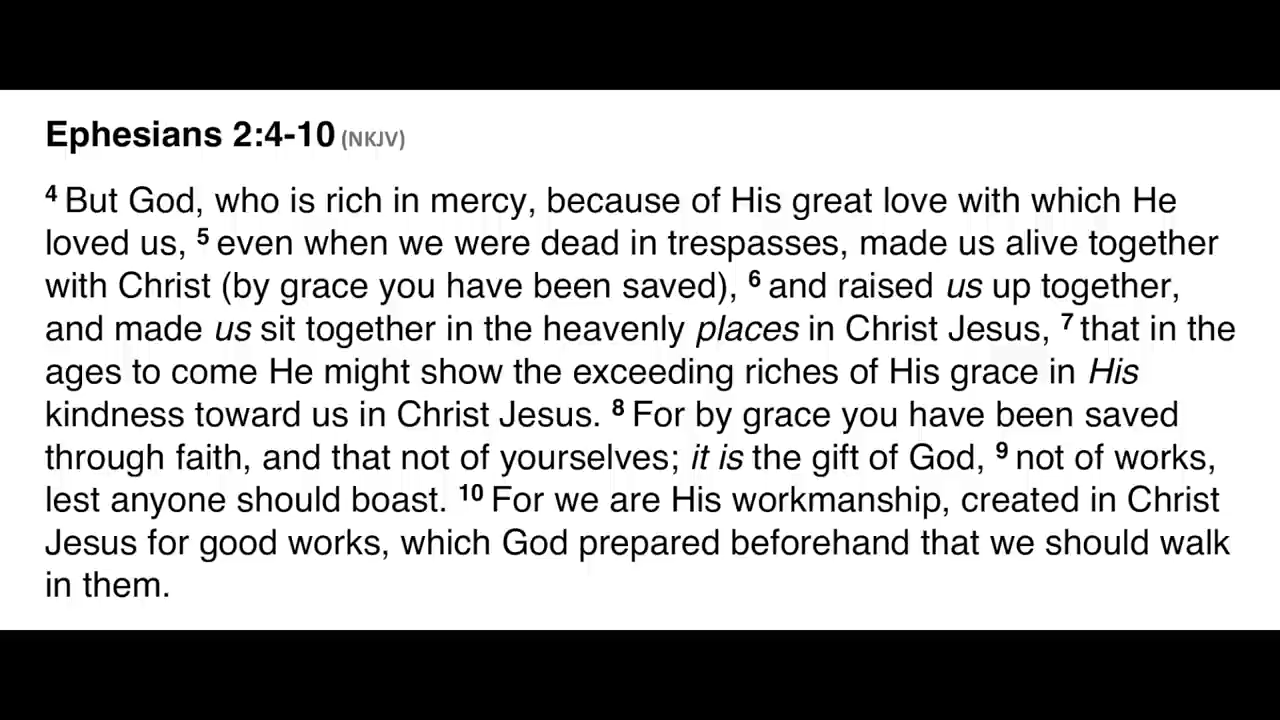 Ephesians 2:4-10 (NKJV)
4 But God, who is rich in mercy, because of His great love with which He
loved us, 5 even when we were dead in trespasses, made us alive together
with Christ (by grace you have been saved), 6 and raised us up together,
and made us sit together in the heavenly places in Christ Jesus, 7 that in the
ages to come He might show the exceeding riches of His grace in His
kindness toward us in Christ Jesus. 8 For by grace you have been saved
through faith, and that not of yourselves; it is the gift of God, 9 not of works,
lest anyone should boast. 10 For we are His workmanship, created in Christ
Jesus for good works, which God prepared beforehand that we should walk
in them.